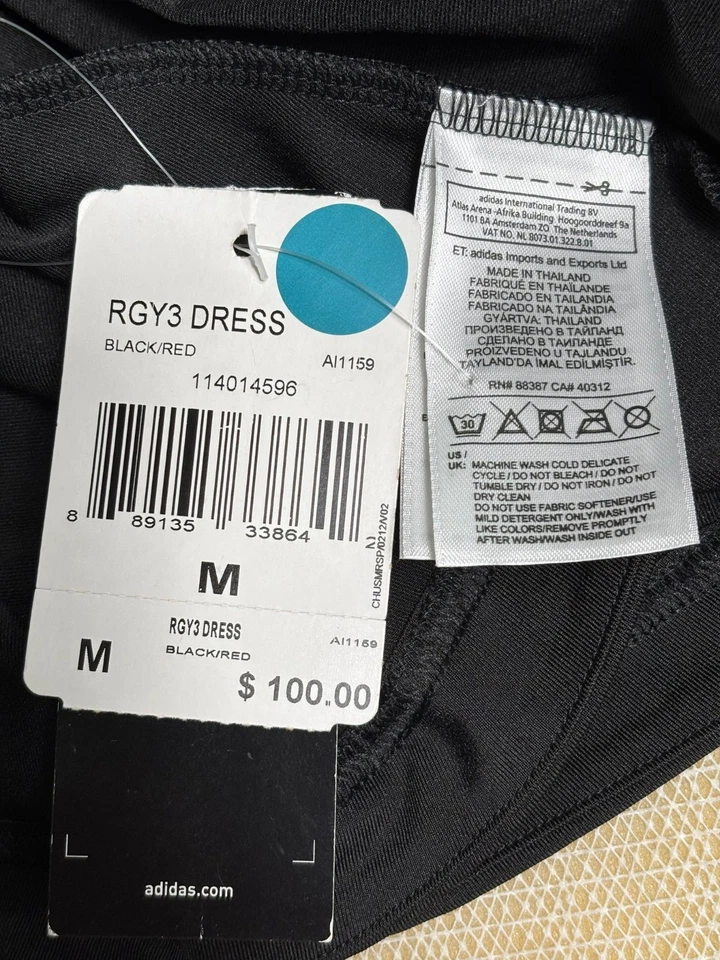 RGY3 DRESS
BLACK/RED
AI1159
114014596
8 89135 33864 2
CHUSMRSP/0212/V02
M
RGY3 DRESS
AI1159
BLACK/RED
M
$ 100.00
adidas.com
adidas International Trading BV
Atlas Arena -Afrika Building Hoogoorddreef 9a
1101 BA Amsterdam ZO The Netherlands
VAT NO. NL 8073.01.322.B.01
ET: adidas Imports and Exports Ltd
MADE IN THAILAND
FABRIQUÉ EN THAÏLANDE
FABRICADO EN TAILANDIA
FABRICADO NA TAILÂNDIA
GYÁRTVA: THAILAND
ПРОИЗВЕДЕНО В ТАЙЛАНД
СДЕЛАНО В ТАИЛАНДЕ
PROIZVEDENO U TAJLANDU
TAYLAND'DA İMAL EDİLMİŞTİR.
RN# 88387 CA# 40312
30
US /
UK: MACHINE WASH COLD DELICATE
CYCLE / DO NOT BLEACH / DO NOT
TUMBLE DRY / DO NOT IRON / DO NOT
DRY CLEAN
DO NOT USE FABRIC SOFTENER/USE
MILD DETERGENT ONLY/WASH WITH
LIKE COLORS/REMOVE PROMPTLY
AFTER WASH/WASH INSIDE OUT